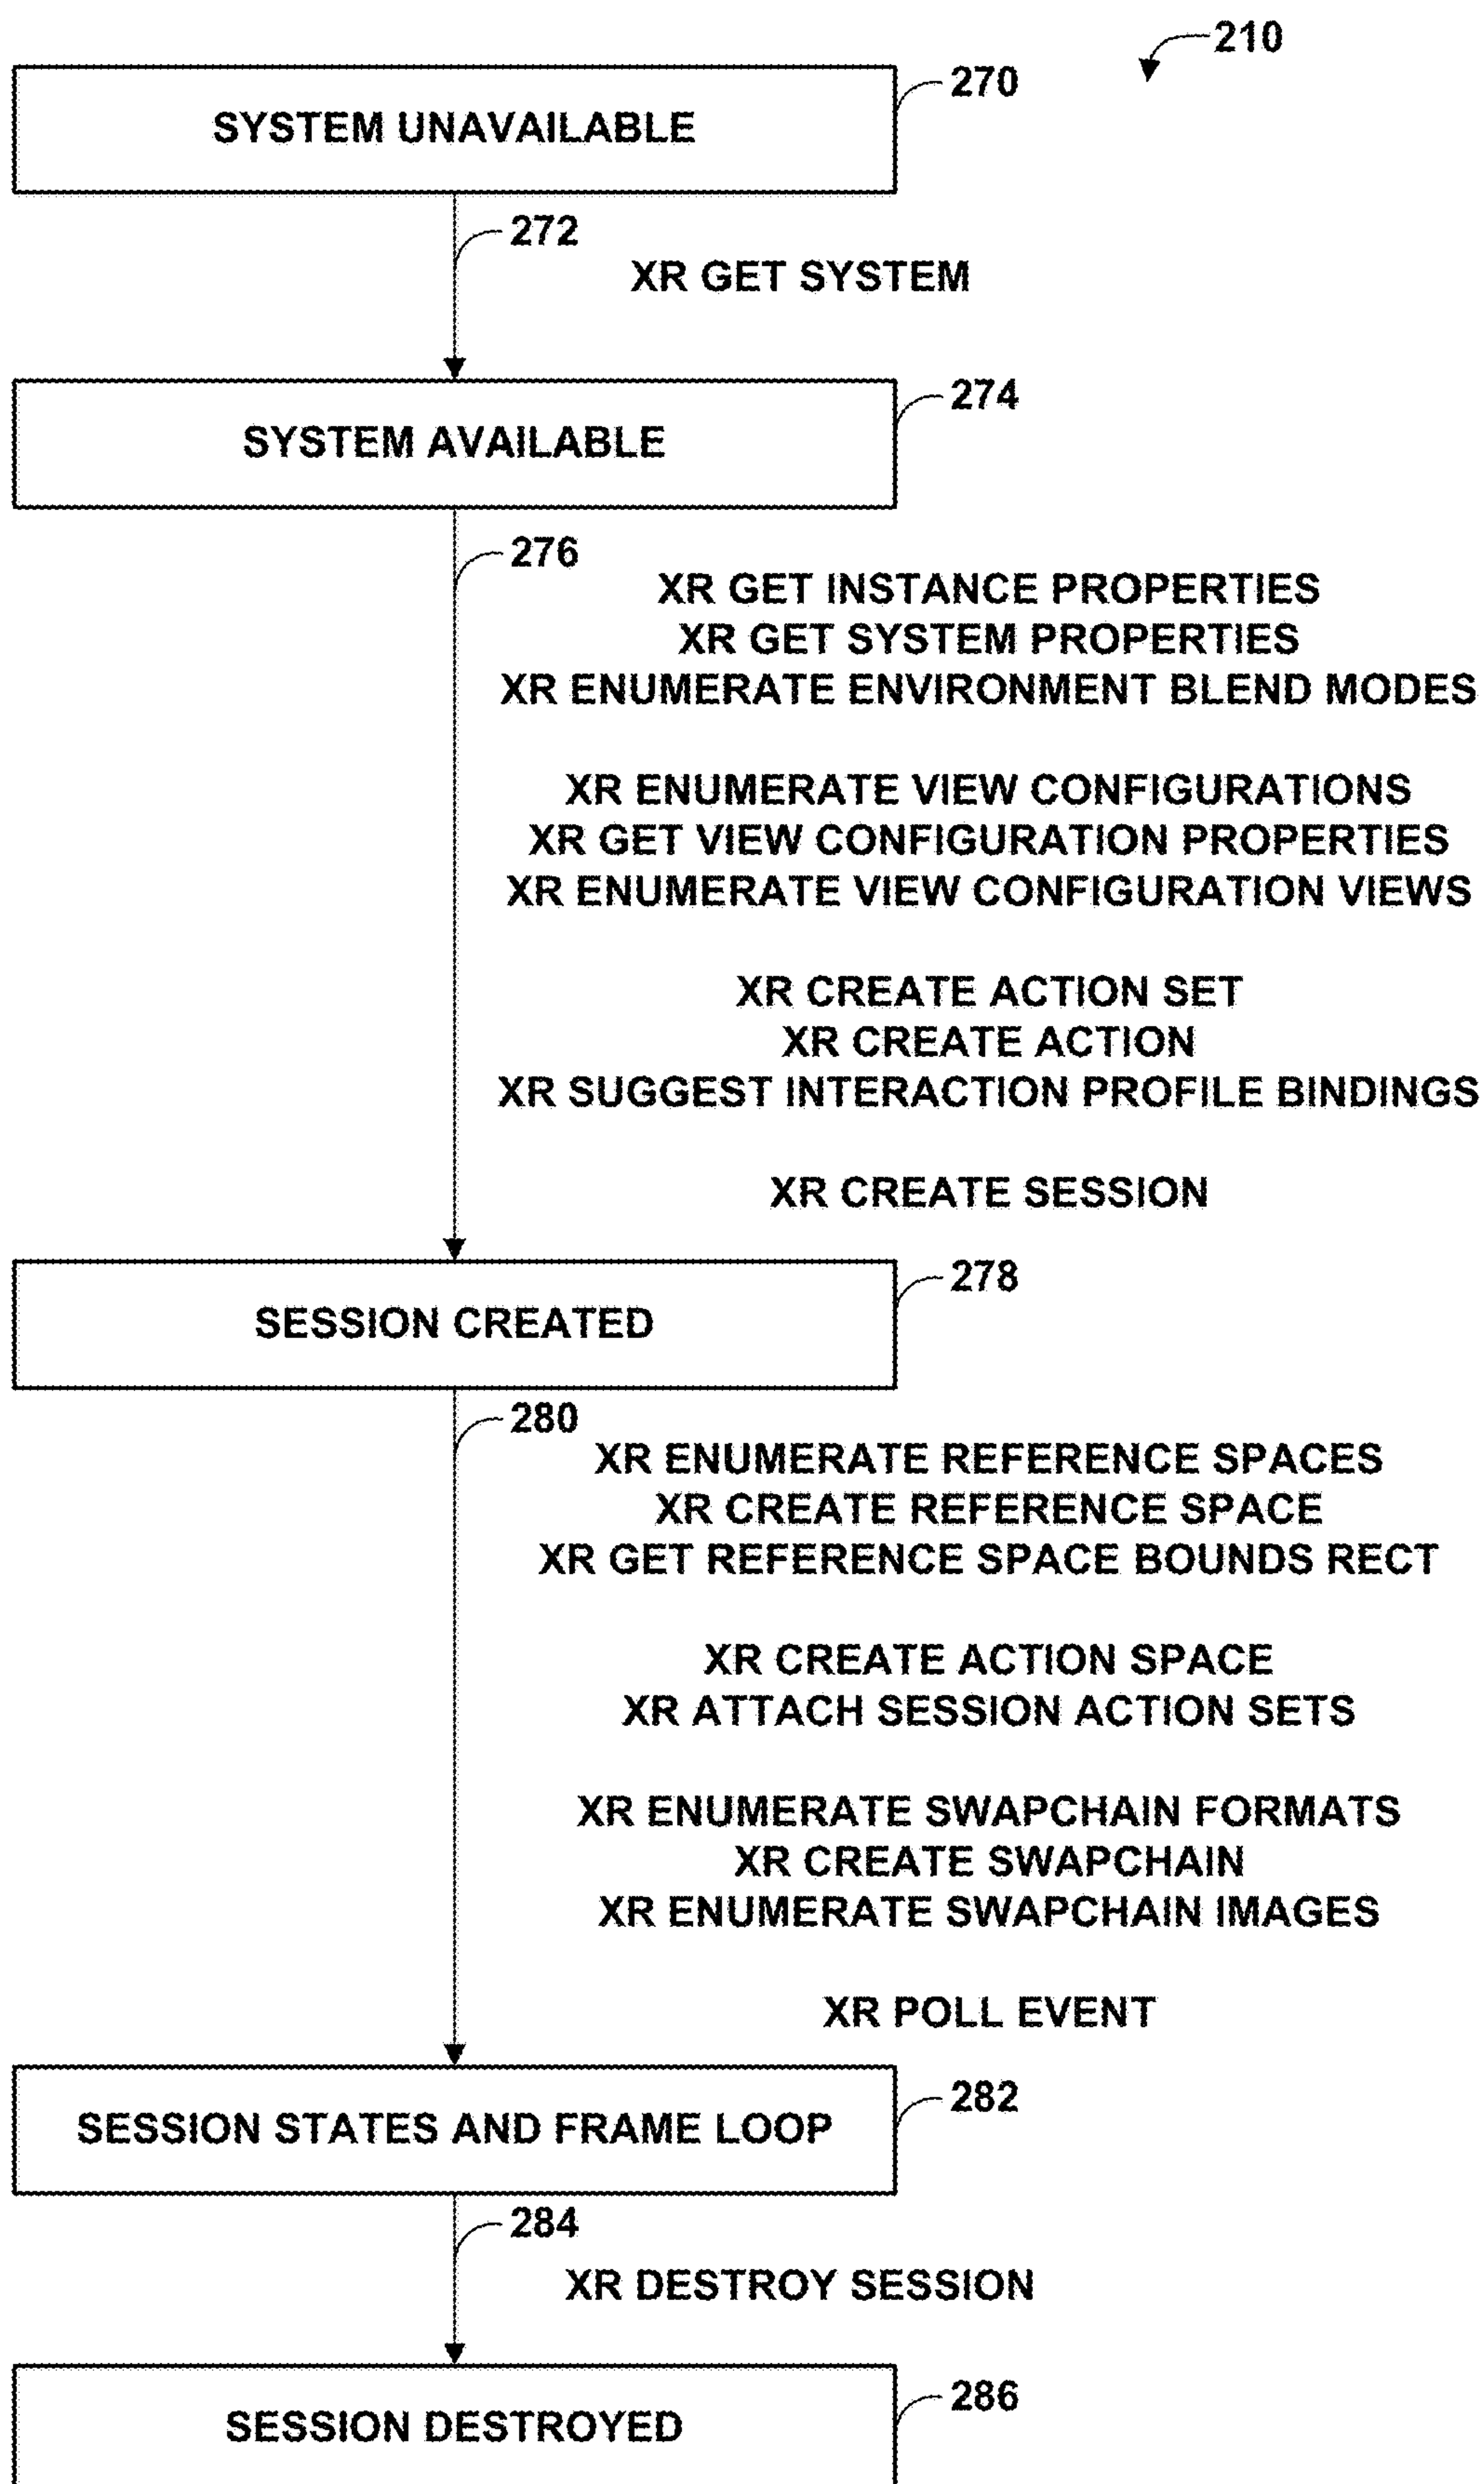 210
270
SYSTEM UNAVAILABLE
272
XR GET SYSTEM
274
SYSTEM AVAILABLE
276
XR GET INSTANCE PROPERTIES
XR GET SYSTEM PROPERTIES
XR ENUMERATE ENVIRONMENT BLEND MODES
XR ENUMERATE VIEW CONFIGURATIONS
XR GET VIEW CONFIGURATION PROPERTIES
XR ENUMERATE VIEW CONFIGURATION VIEWS
XR CREATE ACTION SET
XR CREATE ACTION
XR SUGGEST INTERACTION PROFILE BINDINGS
XR CREATE SESSION
278
SESSION CREATED
280
XR ENUMERATE REFERENCE SPACES
XR CREATE REFERENCE SPACE
XR GET REFERENCE SPACE BOUNDS RECT
XR CREATE ACTION SPACE
XR ATTACH SESSION ACTION SETS
XR ENUMERATE SWAPCHAIN FORMATS
XR CREATE SWAPCHAIN
XR ENUMERATE SWAPCHAIN IMAGES
XR POLL EVENT
282
SESSION STATES AND FRAME LOOP
284
XR DESTROY SESSION
286
SESSION DESTROYED